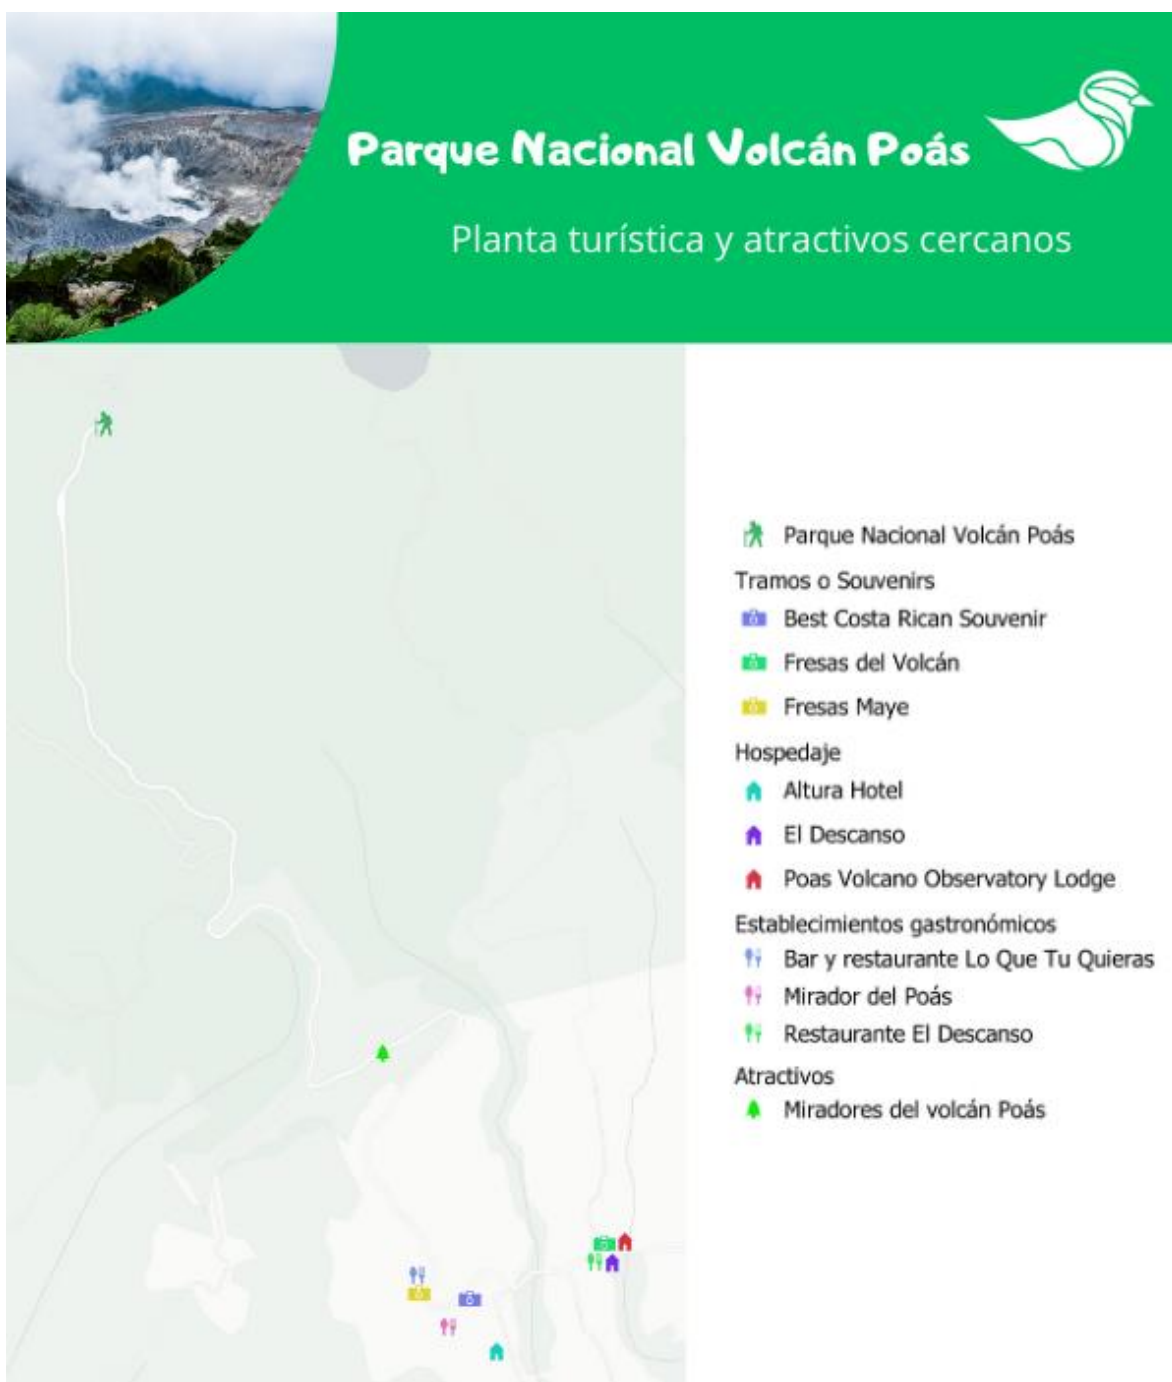 Parque Nacional Volcán Poás
Planta turística y atractivos cercanos
Parque Nacional Volcán Poás
Tramos o Souvenirs
Best Costa Rican Souvenir
Fresas del Volcán
Fresas Maye
Hospedaje
Altura Hotel
El Descanso
Poas Volcano Observatory Lodge
Establecimientos gastronómicos
Bar y restaurante Lo Que Tu Quieras
Mirador del Poás
Restaurante El Descanso
Atractivos
Miradores del volcán Poás